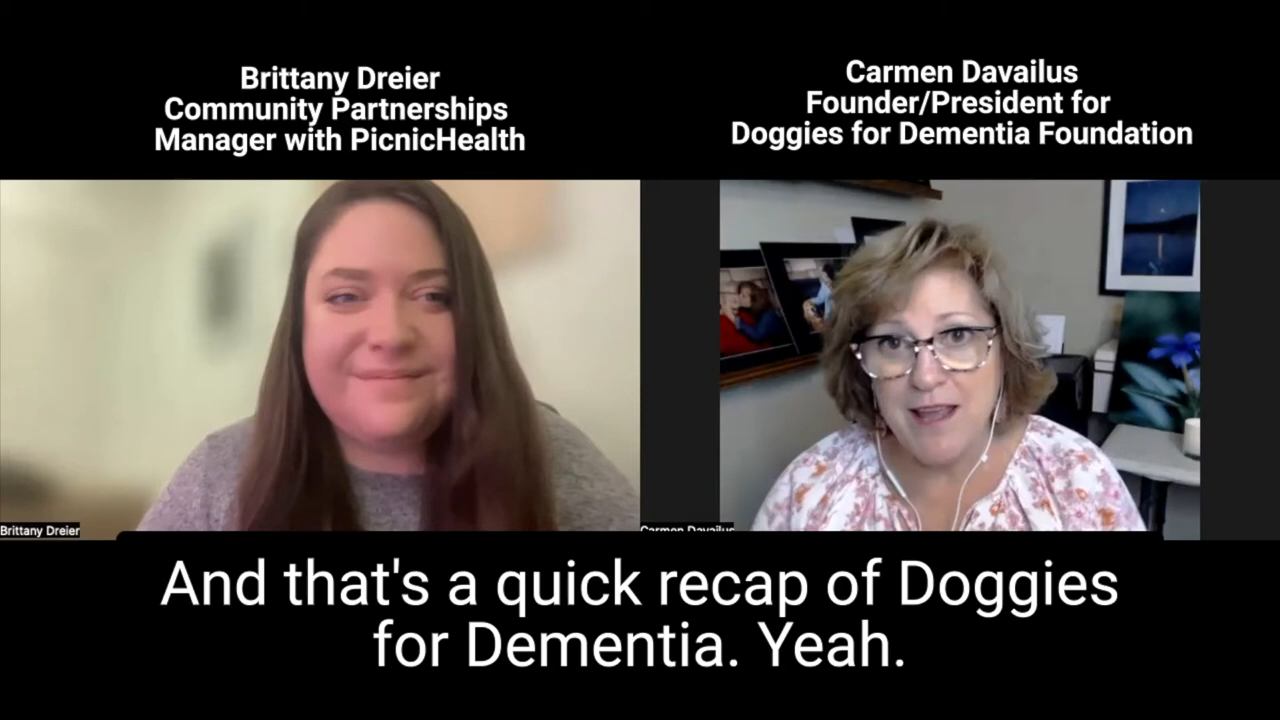 Brittany Dreier
Community Partnerships
Manager with PicnicHealth
Carmen Davailus
Founder/President for
Doggies for Dementia Foundation
Brittany Dreier
Carmen Davailus
And that's a quick recap of Doggies
for Dementia. Yeah.